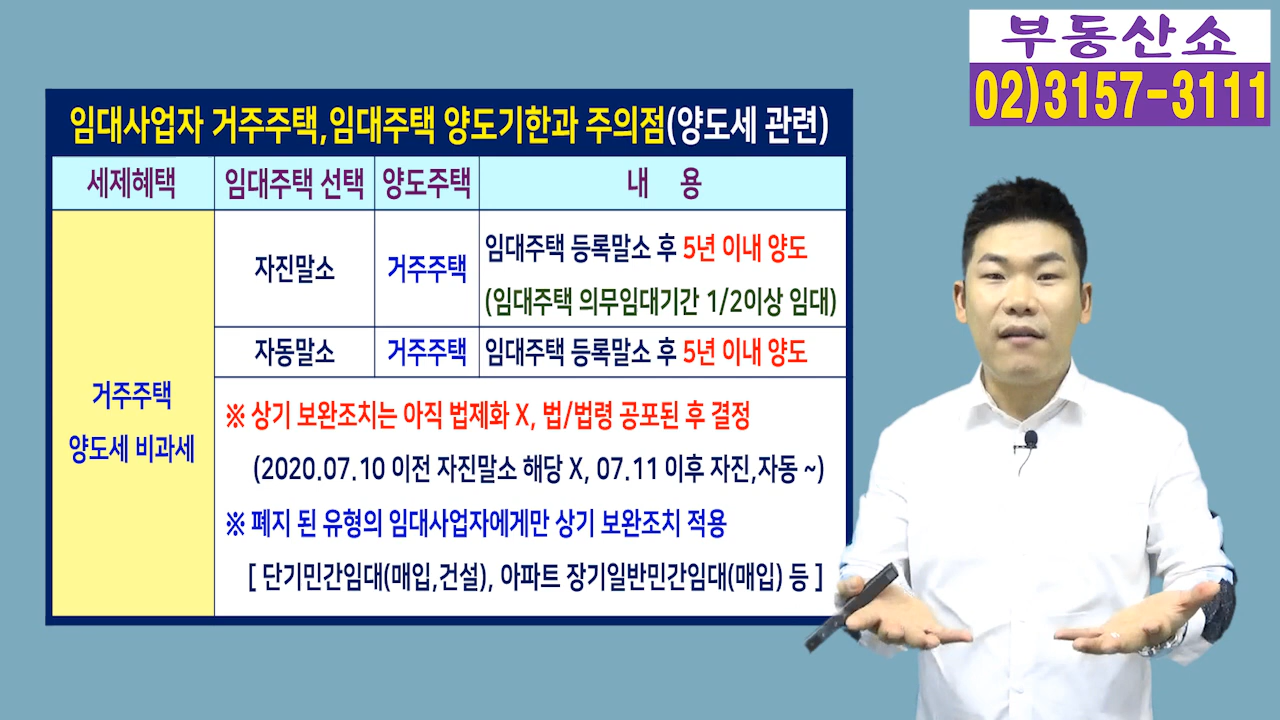 부동산쇼
02)3157-3111
임대사업자 거주주택,임대주택 양도기한과 주의점(양도세 관련)
세제혜택 임대주택 선택 양도주택 내 용
자진말소 거주주택 임대주택 등록말소 후 5년 이내 양도
(임대주택 의무임대기간 1/2이상 임대)
자동말소 거주주택 임대주택 등록말소 후 5년 이내 양도
거주주택
양도세 비과세
※ 상기 보완조치는 아직 법제화 X, 법/법령 공포된 후 결정
(2020.07.10 이전 자진말소 해당 X, 07.11 이후 자진,자동 ~)
※ 폐지 된 유형의 임대사업자에게만 상기 보완조치 적용
[ 단기민간임대(매입,건설), 아파트 장기일반민간임대(매입) 등 ]